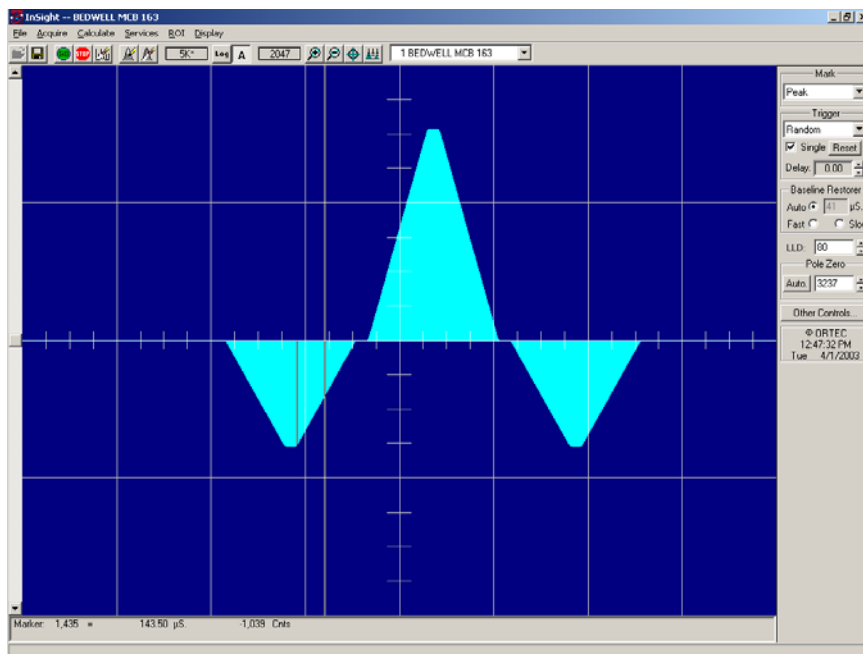 InSight -- BEDWELL MCB 163
File Acquire Calculate Services ROI Display
5K* Log A 2047 1 BEDWELL MCB 163
Mark
Peak
Trigger
Random
Single Reset
Delay: 0.00
Baseline Restorer
Auto 41 µS.
Fast Slo
LLD: 80
Pole Zero
Auto. 3237
Other Controls...
© ORTEC
12:47:32 PM
Tue 4/1/2003
Marker: 1,435 = 143.50 µS. -1,039 Cnts